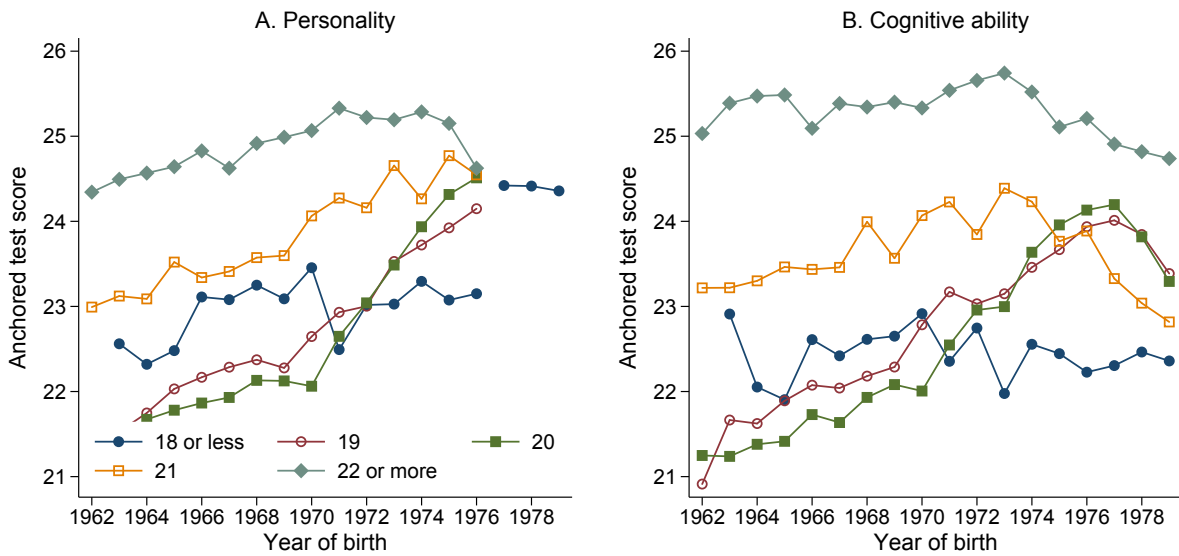 A. Personality
Anchored test score
26
25
24
23
22
21
18 or less
19
20
21
22 or more
1962 1964 1966 1968 1970 1972 1974 1976 1978
Year of birth
B. Cognitive ability
Anchored test score
26
25
24
23
22
21
1962 1964 1966 1968 1970 1972 1974 1976 1978
Year of birth